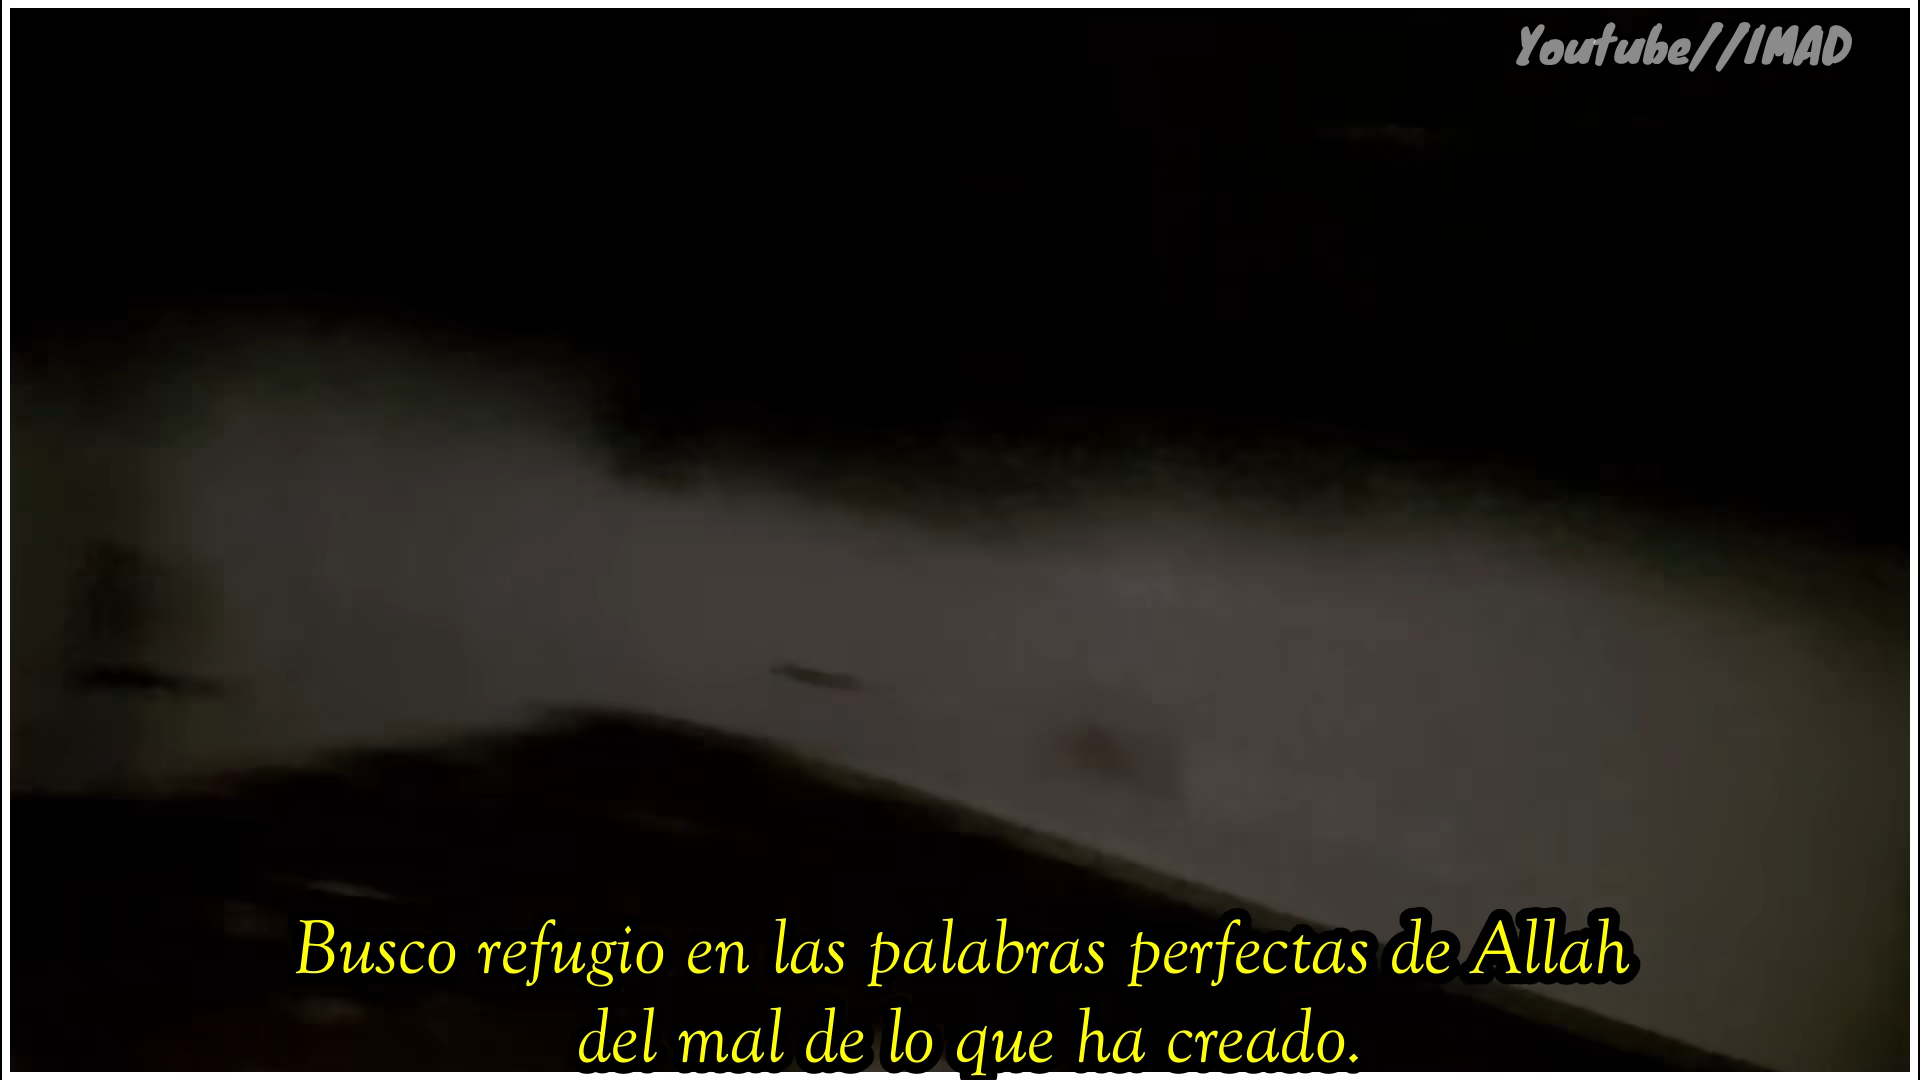 Youtube//IMAD
Busco refugio en las palabras perfectas de Allah
del mal de lo que ha creado.